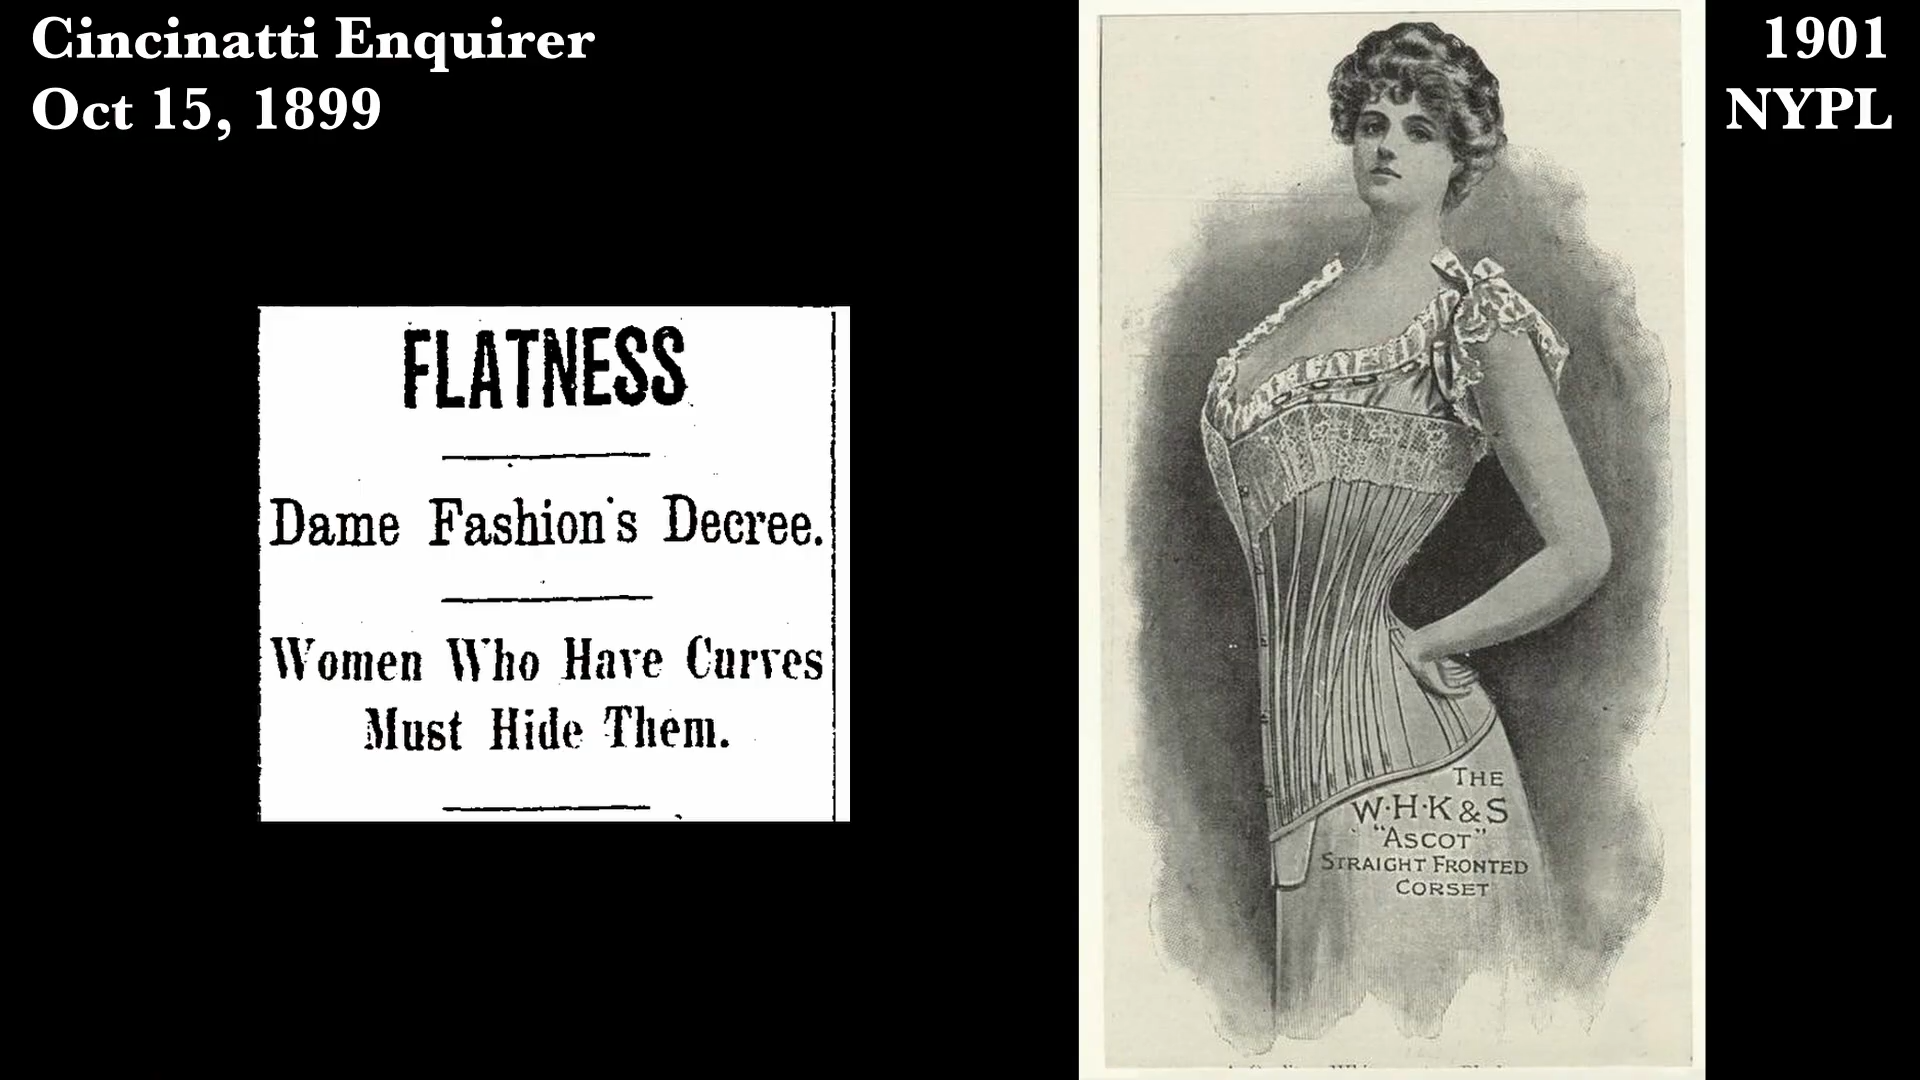 Cincinatti Enquirer
Oct 15, 1899
FLATNESS
Dame Fashion's Decree.
Women Who Have Curves
Must Hide Them.
1901
NYPL
THE
W·H·K & S
"ASCOT"
STRAIGHT FRONTED
CORSET